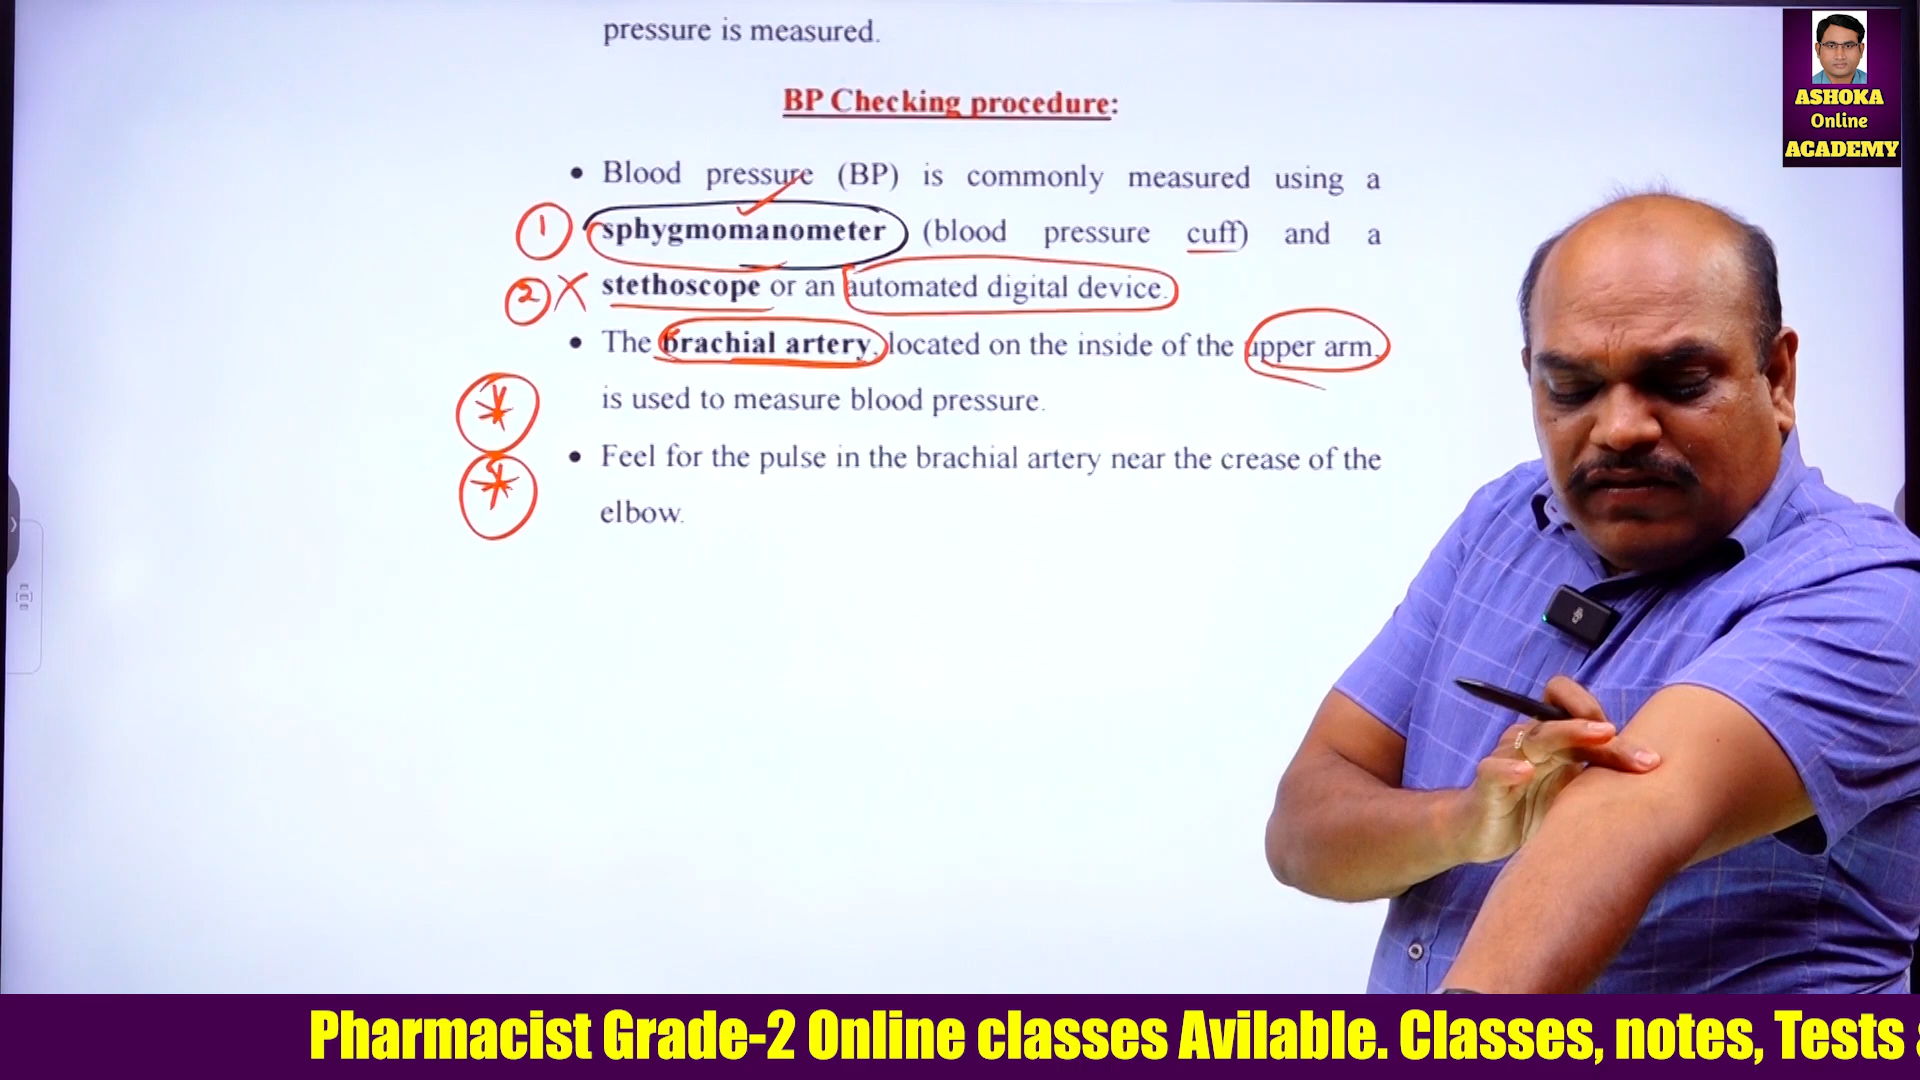 pressure is measured.
BP Checking procedure:
• Blood pressure (BP) is commonly measured using a
1 sphygmomanometer (blood pressure cuff) and a
2 X stethoscope or an automated digital device.
• The brachial artery, located on the inside of the upper arm,
is used to measure blood pressure.
• Feel for the pulse in the brachial artery near the crease of the
elbow.
ASHOKA
Online
ACADEMY
Pharmacist Grade-2 Online classes Avilable. Classes, notes, Tests